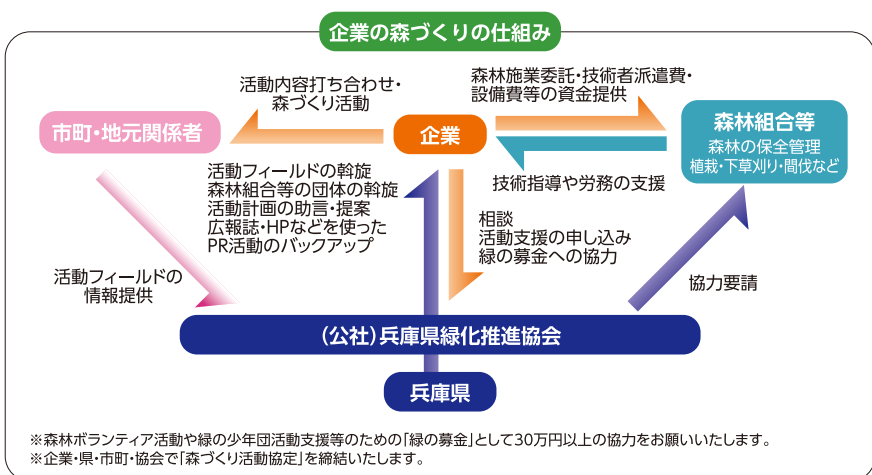 企業の森づくりの仕組み
活動内容打ち合わせ・
森づくり活動
森林施業委託・技術者派遣費・
設備費等の資金提供
市町・地元関係者
企業
森林組合等
森林の保全管理
植栽・下草刈り・間伐など
活動フィールドの斡旋
森林組合等の団体の斡旋
活動計画の助言・提案
広報誌・HPなどを使った
PR活動のバックアップ
技術指導や労務の支援
相談
活動支援の申し込み
緑の募金への協力
活動フィールドの
情報提供
協力要請
(公社)兵庫県緑化推進協会
兵庫県
※森林ボランティア活動や緑の少年団活動支援等のための「緑の募金」として30万円以上の協力をお願いいたします。
※企業・県・市町・協会で「森づくり活動協定」を締結いたします。